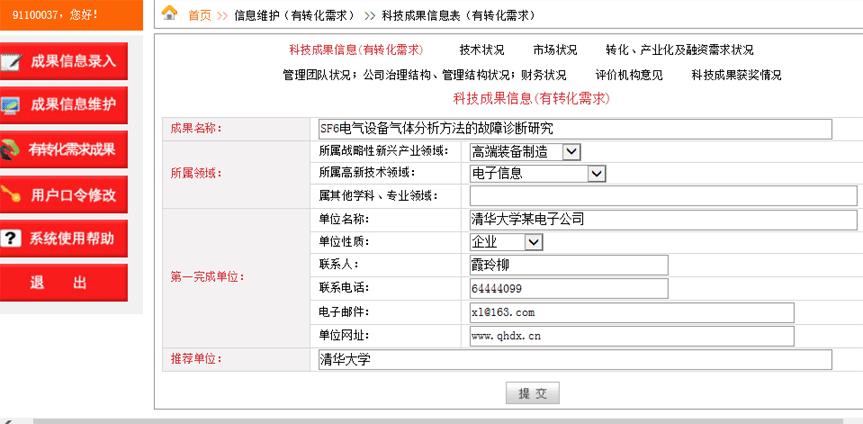 91100037，您好！
首页 >> 信息维护（有转化需求） >> 科技成果信息表（有转化需求）
成果信息录入
成果信息维护
有转化需求成果
用户口令修改
系统使用帮助
退 出
科技成果信息(有转化需求) 技术状况 市场状况 转化、产业化及融资需求状况
管理团队状况；公司治理结构、管理结构状况；财务状况 评价机构意见 科技成果获奖情况
科技成果信息(有转化需求)
成果名称： SF6电气设备气体分析方法的故障诊断研究
所属领域：
所属战略性新兴产业领域： 高端装备制造
所属高新技术领域： 电子信息
属其他学科、专业领域：
第一完成单位：
单位名称： 清华大学某电子公司
单位性质： 企业
联系人： 霞玲柳
联系电话： 64444099
电子邮件： xl@163.com
单位网址： www.qhdx.cn
推荐单位： 清华大学
提 交